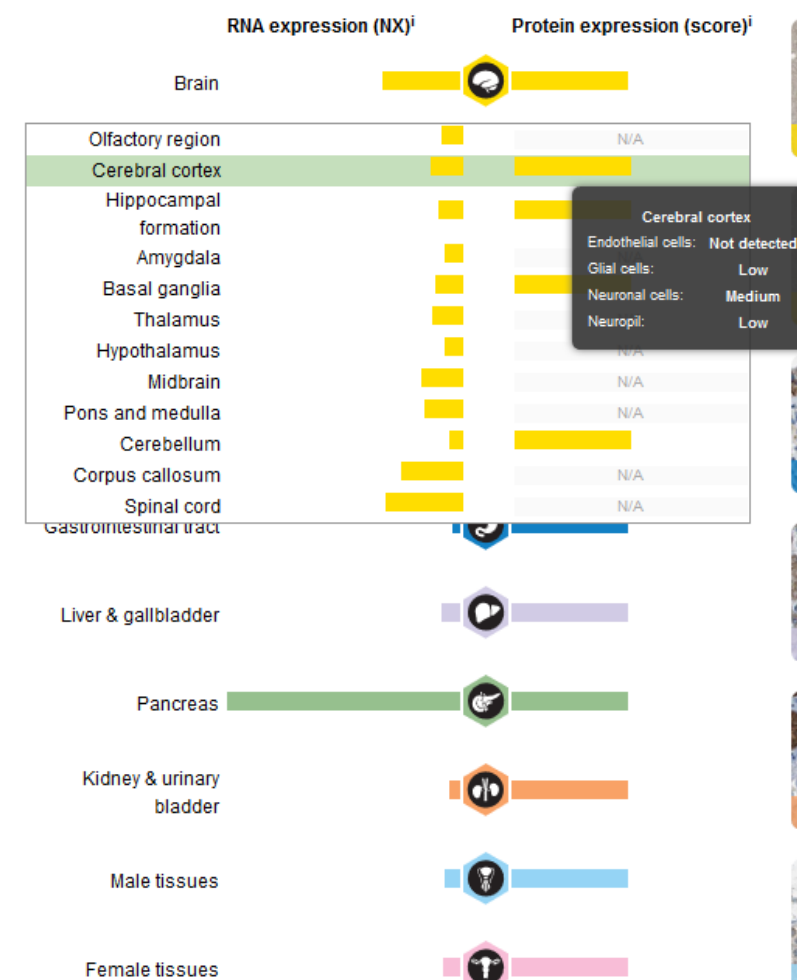 RNA expression (NX)i Protein expression (score)i
Brain
Olfactory region N/A
Cerebral cortex
Hippocampal
formation
Cerebral cortex
Endothelial cells: Not detected
Glial cells: Low
Neuronal cells: Medium
Neuropil: Low
Amygdala
Basal ganglia
Thalamus
Hypothalamus N/A
Midbrain N/A
Pons and medulla N/A
Cerebellum
Corpus callosum N/A
Spinal cord N/A
Gastrointestinal tract
Liver & gallbladder
Pancreas
Kidney & urinary
bladder
Male tissues
Female tissues